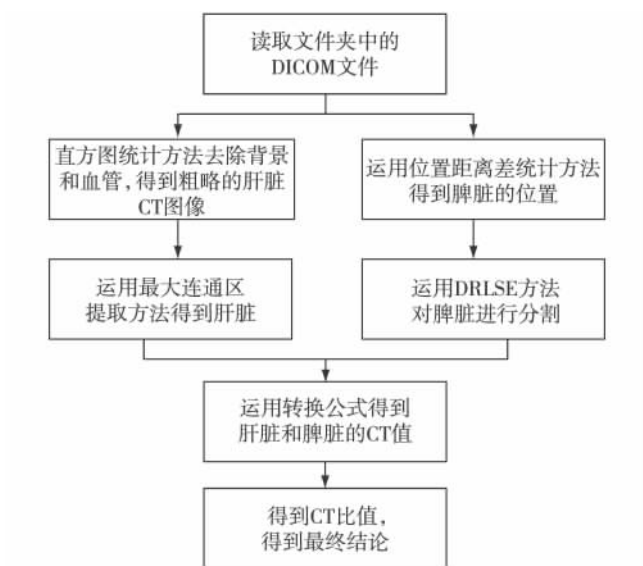 读取文件夹中的
DICOM文件
直方图统计方法去除背景
和血管,得到粗略的肝脏
CT图像
运用位置距离差统计方法
得到脾脏的位置
运用最大连通区
提取方法得到肝脏
运用DRLSE方法
对脾脏进行分割
运用转换公式得到
肝脏和脾脏的CT值
得到CT比值,
得到最终结论